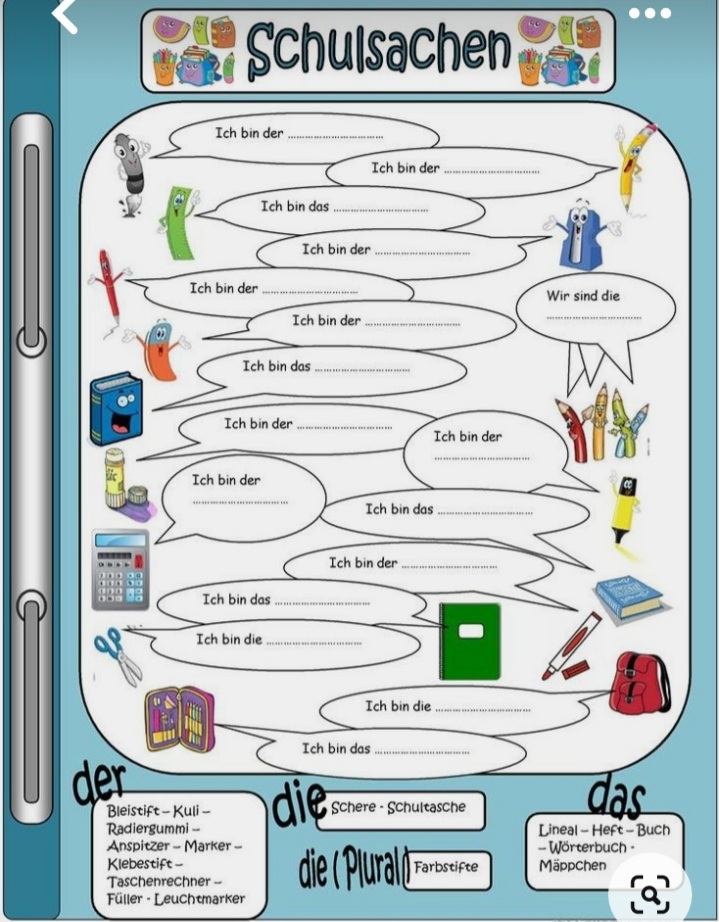 Schulsachen
Ich bin der ..............................
Ich bin der ..............................
Ich bin das ..............................
Ich bin der ..............................
Ich bin der ..............................
Wir sind die
..............................
Ich bin der ..............................
Ich bin das ..............................
Ich bin der ..............................
Ich bin der
..............................
Ich bin der
..............................
Ich bin das ..............................
Ich bin der ..............................
Ich bin das ..............................
Ich bin die ..............................
Ich bin die ..............................
Ich bin das ..............................
der
Bleistift – Kuli –
Radiergummi –
Anspitzer – Marker –
Klebestift –
Taschenrechner –
Füller - Leuchtmarker
die
Schere - Schultasche
die (Plural)
Farbstifte
das
Lineal – Heft – Buch
– Wörterbuch -
Mäppchen